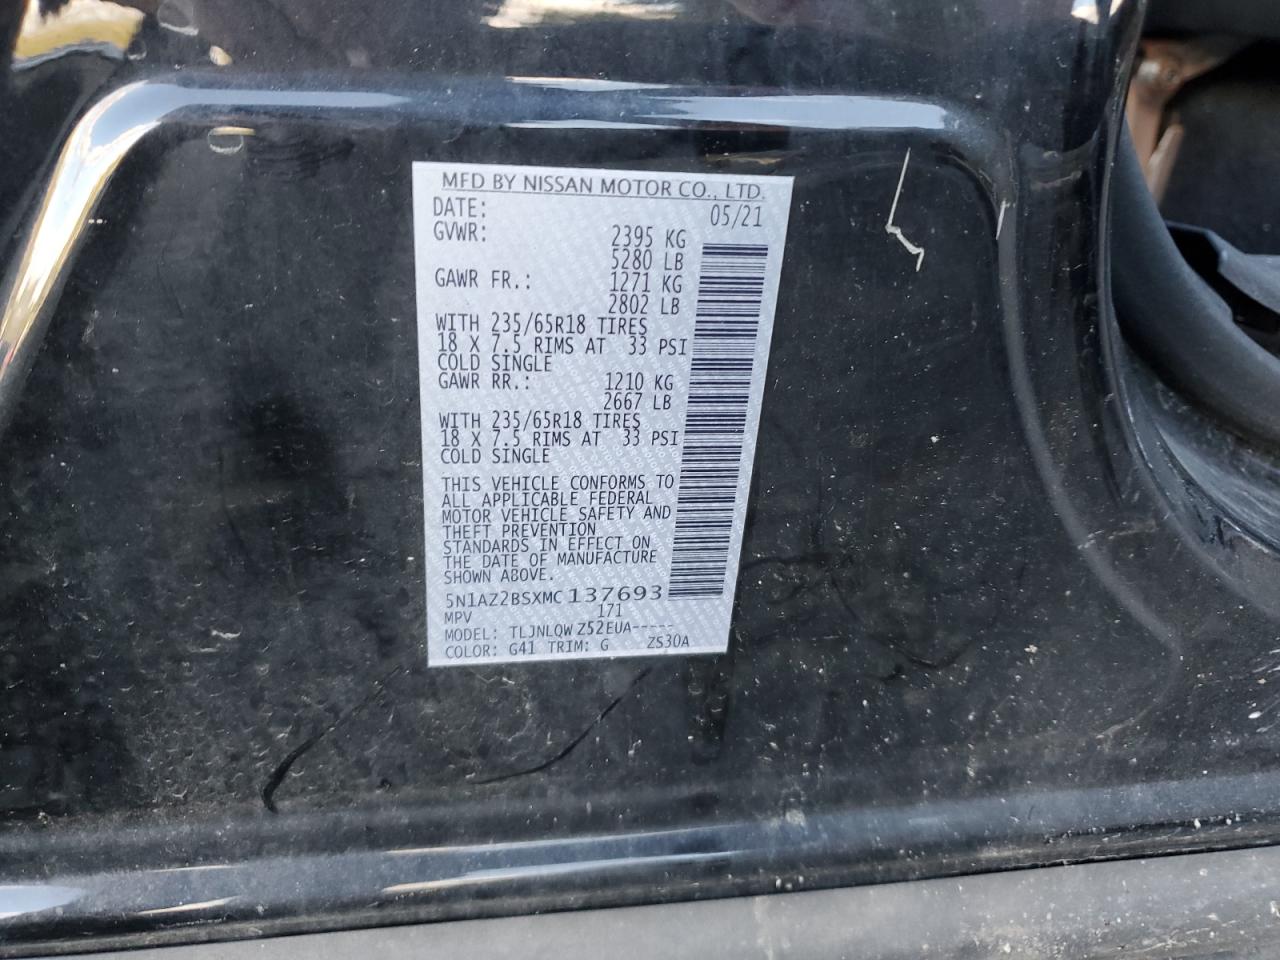 MFD BY NISSAN MOTOR CO., LTD.
DATE: 05/21
GVWR: 2395 KG
5280 LB
GAWR FR.: 1271 KG
2802 LB
WITH 235/65R18 TIRES
18 X 7.5 RIMS AT 33 PSI
COLD SINGLE
GAWR RR.: 1210 KG
2667 LB
WITH 235/65R18 TIRES
18 X 7.5 RIMS AT 33 PSI
COLD SINGLE
THIS VEHICLE CONFORMS TO
ALL APPLICABLE FEDERAL
MOTOR VEHICLE SAFETY AND
THEFT PREVENTION
STANDARDS IN EFFECT ON
THE DATE OF MANUFACTURE
SHOWN ABOVE.
5N1AZ2BSXMC137693
MPV 171
MODEL: TLJNLQWZ52EUA-----
COLOR: G41 TRIM: G ZS30A